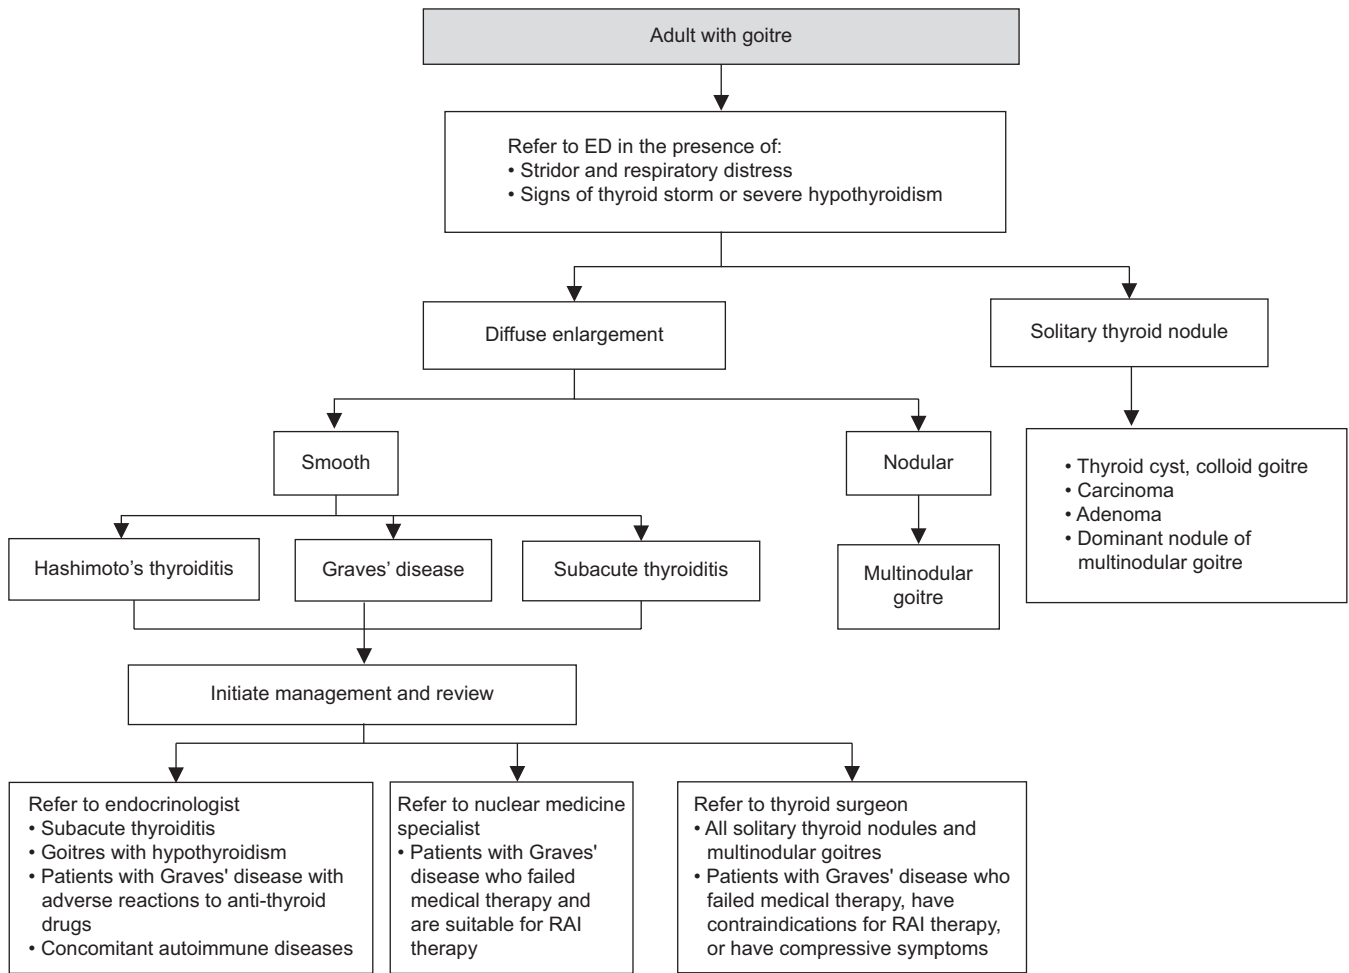 Adult with goitre
Refer to ED in the presence of:
• Stridor and respiratory distress
• Signs of thyroid storm or severe hypothyroidism
Diffuse enlargement
Solitary thyroid nodule
Smooth
Nodular
• Thyroid cyst, colloid goitre
• Carcinoma
• Adenoma
• Dominant nodule of
multinodular goitre
Hashimoto’s thyroiditis
Graves’ disease
Subacute thyroiditis
Multinodular
goitre
Initiate management and review
Refer to endocrinologist
• Subacute thyroiditis
• Goitres with hypothyroidism
• Patients with Graves' disease with
adverse reactions to anti-thyroid
drugs
• Concomitant autoimmune diseases
Refer to nuclear medicine
specialist
• Patients with Graves'
disease who failed
medical therapy and
are suitable for RAI
therapy
Refer to thyroid surgeon
• All solitary thyroid nodules and
multinodular goitres
• Patients with Graves' disease who
failed medical therapy, have
contraindications for RAI therapy,
or have compressive symptoms